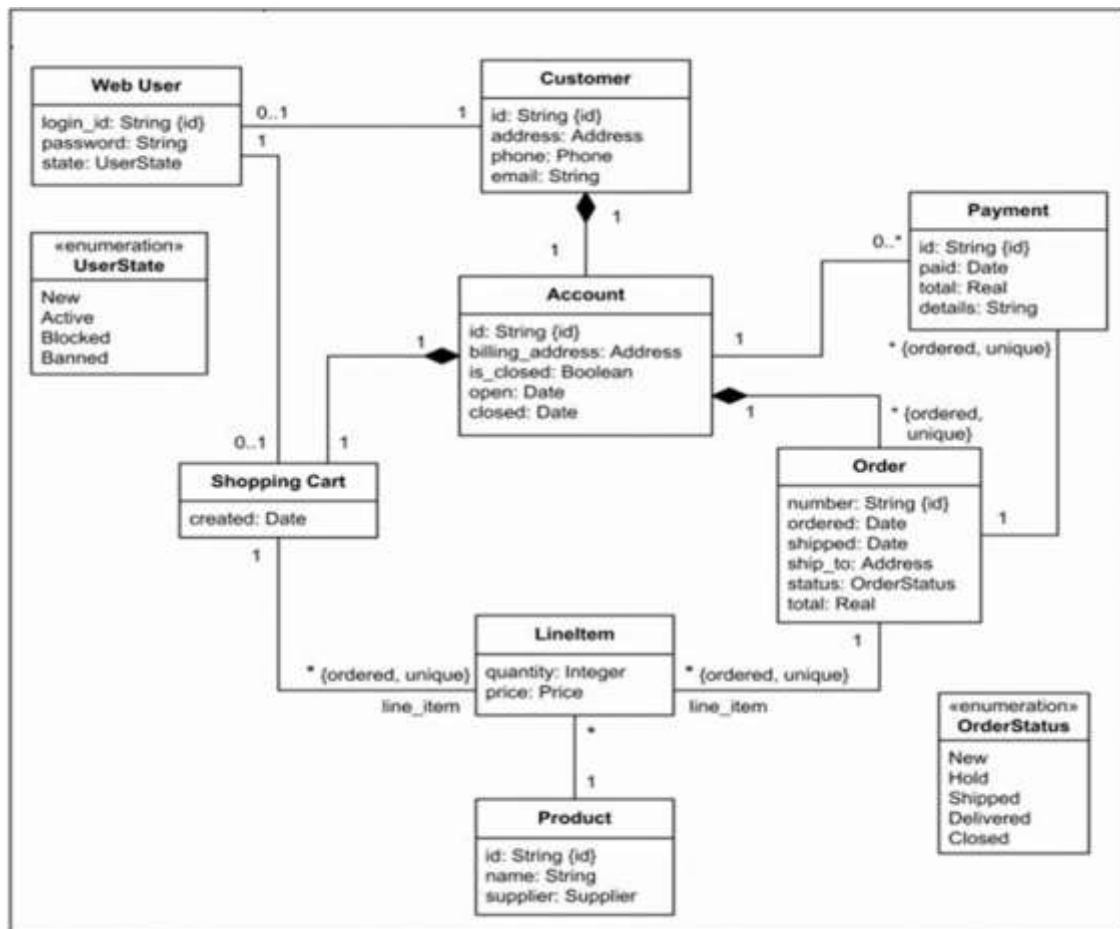 Web User
login_id: String {id}
password: String
state: UserState
0..1
1
1
Customer
id: String {id}
address: Address
phone: Phone
email: String
1
1
«enumeration»
UserState
New
Active
Blocked
Banned
Payment
id: String {id}
paid: Date
total: Real
details: String
0..*
* {ordered, unique}
Account
id: String {id}
billing_address: Address
is_closed: Boolean
open: Date
closed: Date
1
1
1
* {ordered,
unique}
0..1
1
Shopping Cart
created: Date
1
Order
number: String {id}
ordered: Date
shipped: Date
ship_to: Address
status: OrderStatus
total: Real
1
1
LineItem
quantity: Integer
price: Price
* {ordered, unique}
line_item
* {ordered, unique}
line_item
*
1
Product
id: String {id}
name: String
supplier: Supplier
«enumeration»
OrderStatus
New
Hold
Shipped
Delivered
Closed